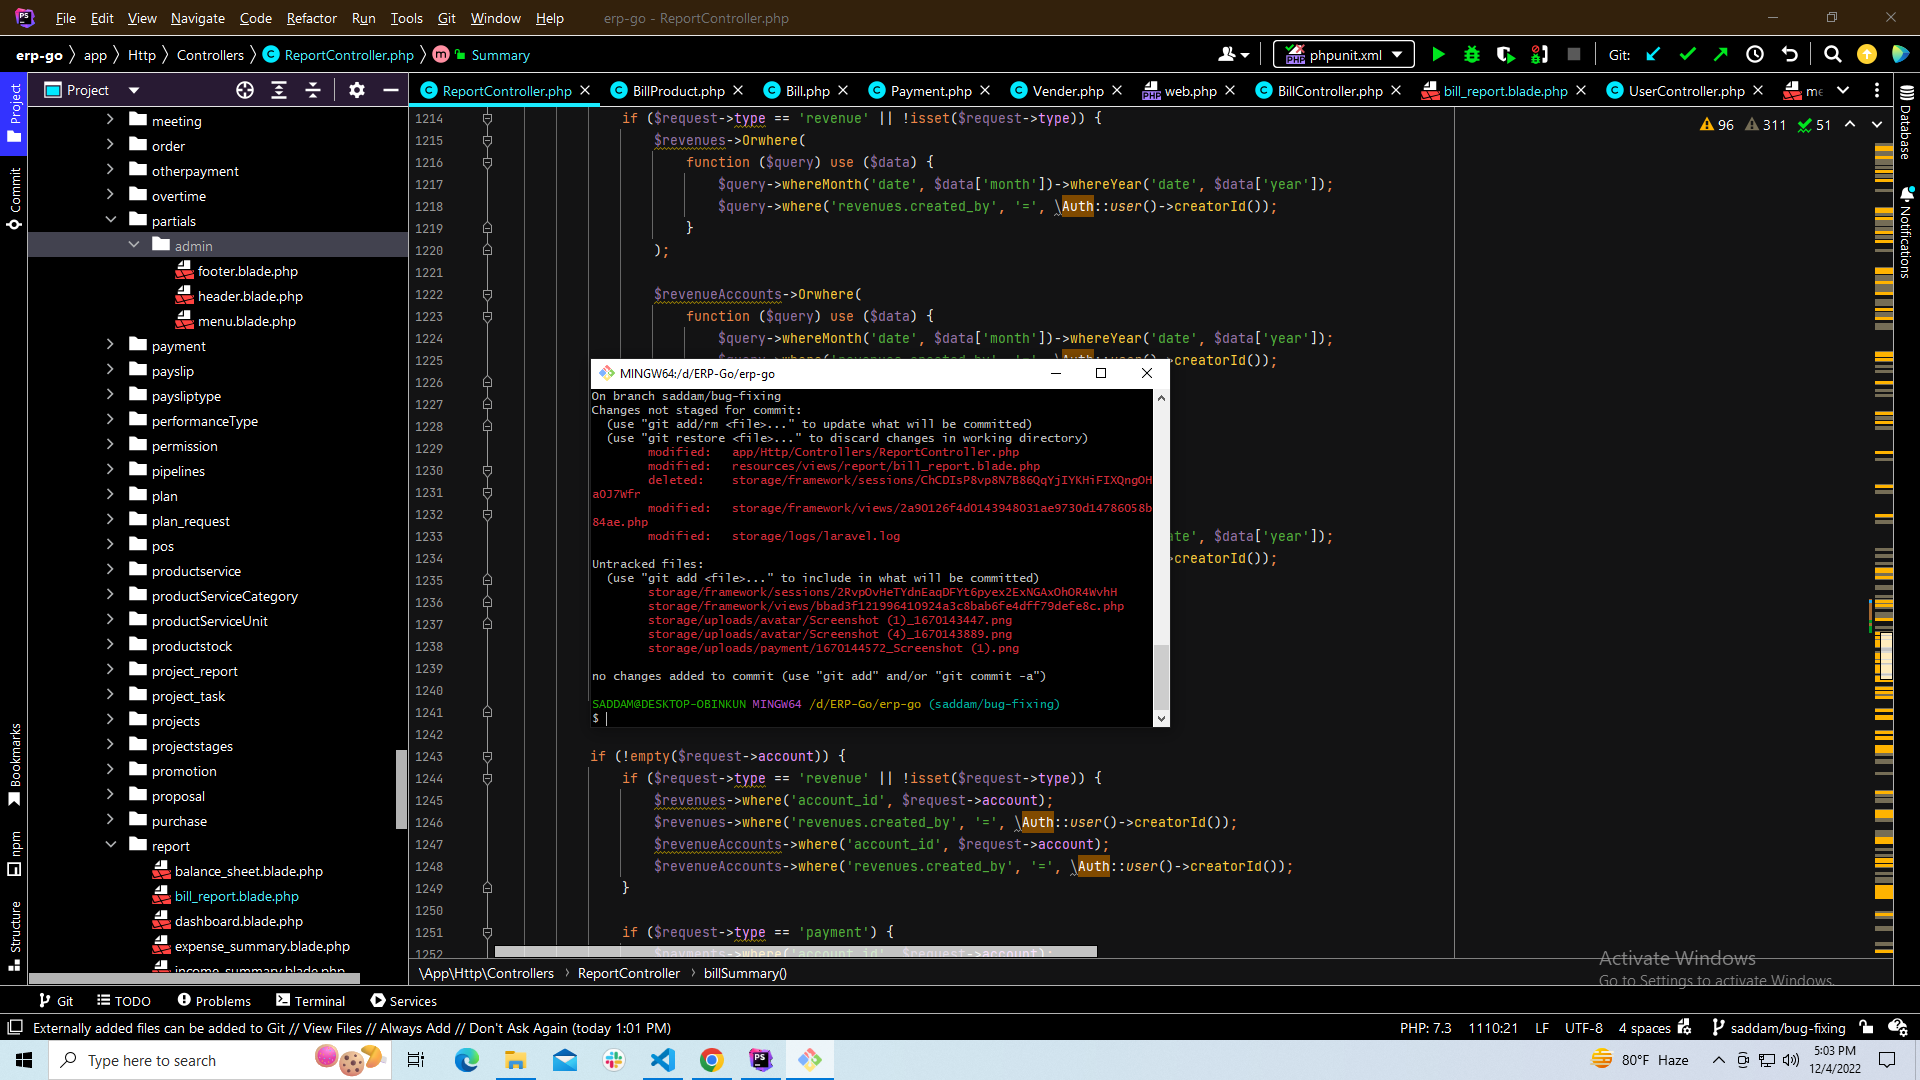 File Edit View Navigate Code Refactor Run Tools Git Window Help erp-go - ReportController.php
erp-go app Http Controllers ReportController.php m Summary
phpunit.xml Git:
Project
ReportController.php BillProduct.php Bill.php Payment.php Vender.php web.php BillController.php bill_report.blade.php UserController.php me
96 311 51
Project
Commit
Bookmarks
npm
Structure
Database
Notifications
meeting
order
otherpayment
overtime
partials
admin
footer.blade.php
header.blade.php
menu.blade.php
payment
payslip
paysliptype
performanceType
permission
pipelines
plan
plan_request
pos
productservice
productServiceCategory
productServiceUnit
productstock
project_report
project_task
projects
projectstages
promotion
proposal
purchase
report
balance_sheet.blade.php
bill_report.blade.php
dashboard.blade.php
expense_summary.blade.php
income_summary.blade.php
1214 if ($request->type == 'revenue' || !isset($request->type)) {
1215 $revenues->Orwhere(
1216 function ($query) use ($data) {
1217 $query->whereMonth('date', $data['month'])->whereYear('date', $data['year']);
1218 $query->where('revenues.created_by', '=', \Auth::user()->creatorId());
1219 }
1220 );
1221
1222 $revenueAccounts->Orwhere(
1223 function ($query) use ($data) {
1224 $query->whereMonth('date', $data['month'])->whereYear('date', $data['year']);
1225 $query->where('revenues.created_by', '=', \Auth::user()->creatorId());
1226
1227
1228
1229
1230
1231
1232
1233 ate', $data['year']);
1234 >creatorId());
1235
1236
1237
1238
1239
1240
1241
1242
1243 if (!empty($request->account)) {
1244 if ($request->type == 'revenue' || !isset($request->type)) {
1245 $revenues->where('account_id', $request->account);
1246 $revenues->where('revenues.created_by', '=', \Auth::user()->creatorId());
1247 $revenueAccounts->where('account_id', $request->account);
1248 $revenueAccounts->where('revenues.created_by', '=', \Auth::user()->creatorId());
1249 }
1250
1251 if ($request->type == 'payment') {
1252 $payments->where('account_id', $request->account);
MINGW64:/d/ERP-Go/erp-go
On branch saddam/bug-fixing
Changes not staged for commit:
(use "git add/rm <file>..." to update what will be committed)
(use "git restore <file>..." to discard changes in working directory)
modified: app/Http/Controllers/ReportController.php
modified: resources/views/report/bill_report.blade.php
deleted: storage/framework/sessions/ChCDIsP8vp8N7B86QqYjIYKHiFIXQngOH
aOJ7Wfr
modified: storage/framework/views/2a90126f4d0143948031ae9730d14786058b
84ae.php
modified: storage/logs/laravel.log
Untracked files:
(use "git add <file>..." to include in what will be committed)
storage/framework/sessions/2RvpOvHeTYdnEaqDFYt6pyex2ExNGAxOhOR4WvhH
storage/framework/views/bbad3f121996410924a3c8bab6fe4dff79defe8c.php
storage/uploads/avatar/Screenshot (1)_1670143447.png
storage/uploads/avatar/Screenshot (4)_1670143889.png
storage/uploads/payment/1670144572_Screenshot (1).png
no changes added to commit (use "git add" and/or "git commit -a")
SADDAM@DESKTOP-OBINKUN MINGW64 /d/ERP-Go/erp-go (saddam/bug-fixing)
$
\App\Http\Controllers ReportController billSummary()
Activate Windows
Go to Settings to activate Windows.
Git TODO Problems Terminal Services
Externally added files can be added to Git // View Files // Always Add // Don't Ask Again (today 1:01 PM)
PHP: 7.3 1110:21 LF UTF-8 4 spaces saddam/bug-fixing
Type here to search
80°F Haze
5:03 PM
12/4/2022